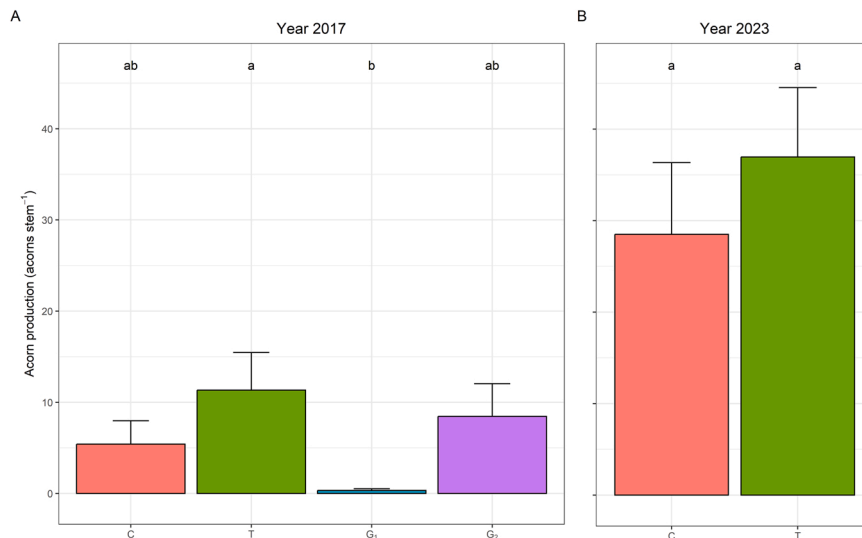 A
B
Year 2017
Year 2023
ab
a
b
ab
a
a
40
30
20
10
0
Acorn production (acorns stem⁻¹)
C
T
G₁
G₂
C
T